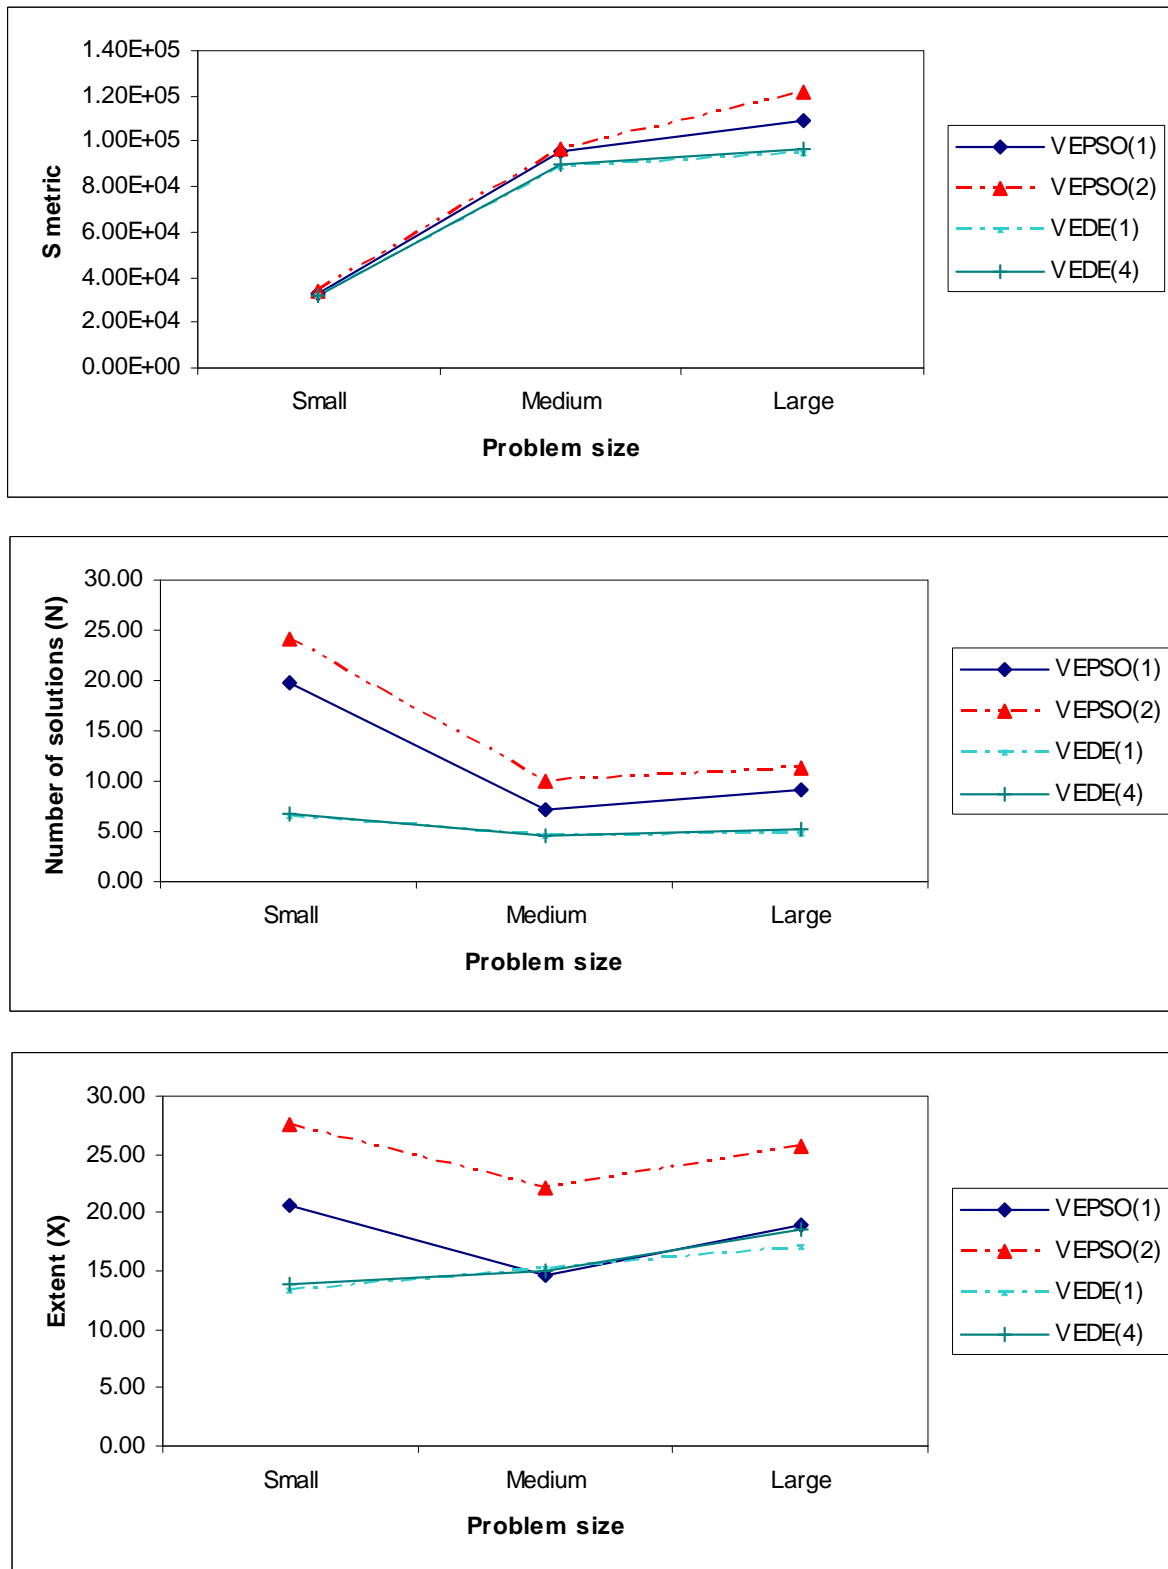 1.40E+05
1.20E+05
1.00E+05
8.00E+04
6.00E+04
4.00E+04
2.00E+04
0.00E+00
S metric
Small Medium Large
Problem size
VEPSO(1)
VEPSO(2)
VEDE(1)
VEDE(4)
30.00
25.00
20.00
15.00
10.00
5.00
0.00
Number of solutions (N)
Small Medium Large
Problem size
VEPSO(1)
VEPSO(2)
VEDE(1)
VEDE(4)
30.00
25.00
20.00
15.00
10.00
5.00
0.00
Extent (X)
Small Medium Large
Problem size
VEPSO(1)
VEPSO(2)
VEDE(1)
VEDE(4)